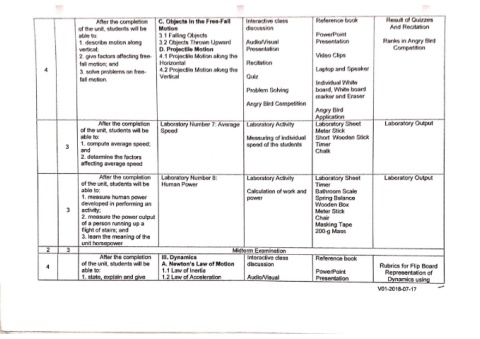 After the completion
of the unit, students will be
able to:
1. describe motion along
vertical;
2. give factors affecting free-
fall motion; and
3. solve problems on free-
fall motion.
C. Objects in the Free-Fall
Motion
3.1 Falling Objects
3.2 Objects Thrown Upward
D. Projectile Motion
4.1 Projectile Motion along the
Horizontal
4.2 Projectile Motion along the
Vertical
Interactive class
discussion
Audio/Visual
Presentation
Recitation
Quiz
Problem Solving
Angry Bird Competition
Reference book
PowerPoint
Presentation
Video Clips
Laptop and Speaker
Individual White
board, White board
marker and Eraser
Angry Bird
Application
Result of Quizzes
And Recitation
Ranks in Angry Bird
Competition
4
3
After the completion
of the unit, students will be
able to:
1. compute average speed;
and
2. determine the factors
affecting average speed
Laboratory Number 7: Average
Speed
Laboratory Activity
Measuring of individual
speed of the students
Laboratory Sheet
Meter Stick
Short Wooden Stick
Timer
Chalk
Laboratory Output
3
After the completion
of the unit, students will be
able to:
1. measure human power
developed in performing an
activity;
2. measure the power output
of a person running up a
flight of stairs; and
3. learn the meaning of the
unit horsepower
Laboratory Number 8:
Human Power
Laboratory Activity
Calculation of work and
power
Laboratory Sheet
Timer
Bathroom Scale
Spring Balance
Wooden Box
Meter Stick
Chair
Masking Tape
200-g Mass
Laboratory Output
2 3 Midterm Examination
4
After the completion
of the unit, students will be
able to:
1. state, explain and give
III. Dynamics
A. Newton's Law of Motion
1.1 Law of Inertia
1.2 Law of Acceleration
Interactive class
discussion
Audio/Visual
Reference book
PowerPoint
Presentation
Rubrics for Flip Board
Representation of
Dynamics using
V01-2018-07-17